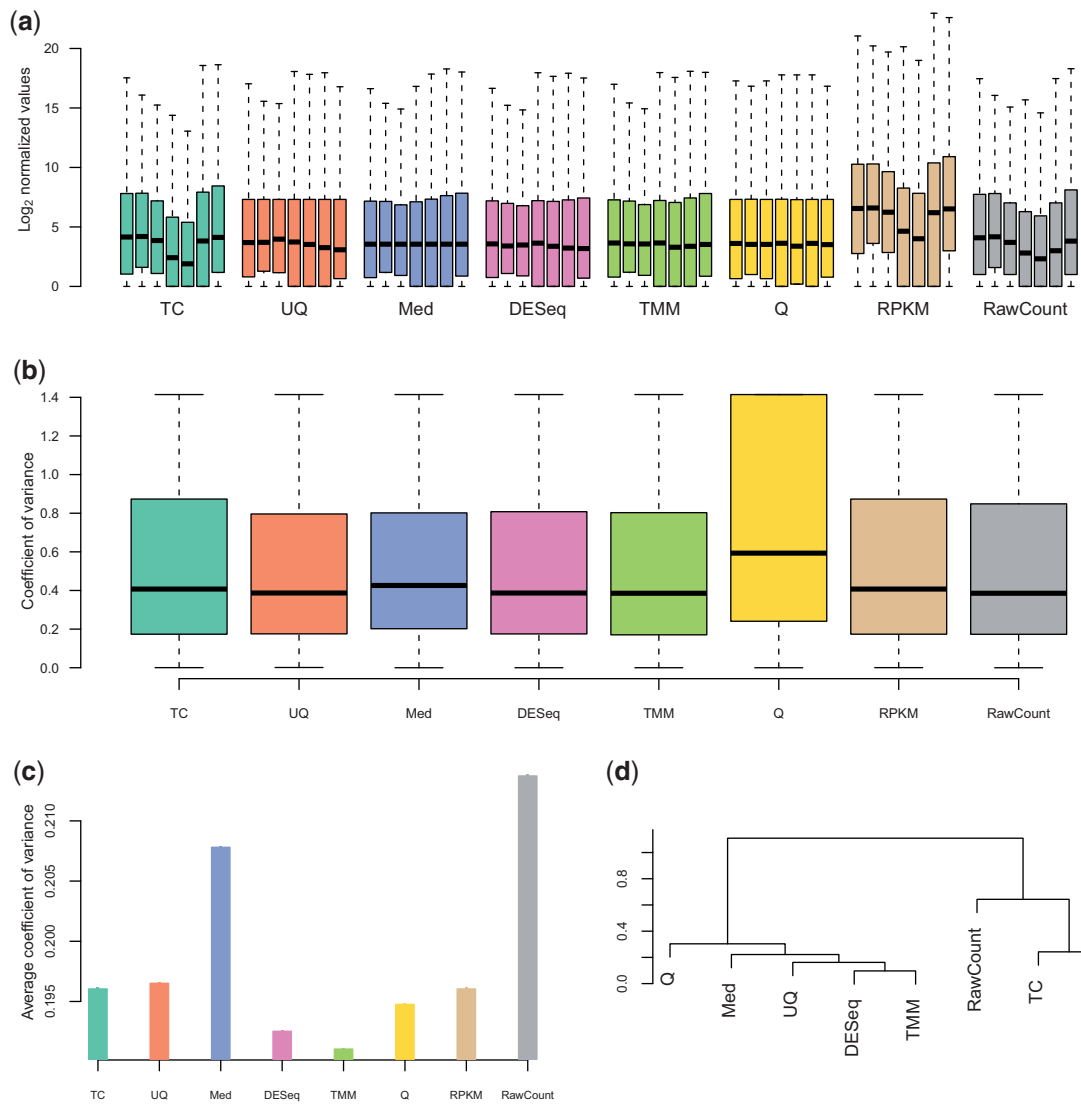 (a)
Log2 normalized values
20
15
10
5
0
TC UQ Med DESeq TMM Q RPKM RawCount
(b)
Coefficient of variance
1.4
1.2
1.0
0.8
0.6
0.4
0.2
0.0
TC UQ Med DESeq TMM Q RPKM RawCount
(c)
Average coefficient of variance
0.210
0.205
0.200
0.195
TC UQ Med DESeq TMM Q RPKM RawCount
(d)
0.8
0.4
0.0
Q
Med
UQ
DESeq
TMM
RawCount
TC